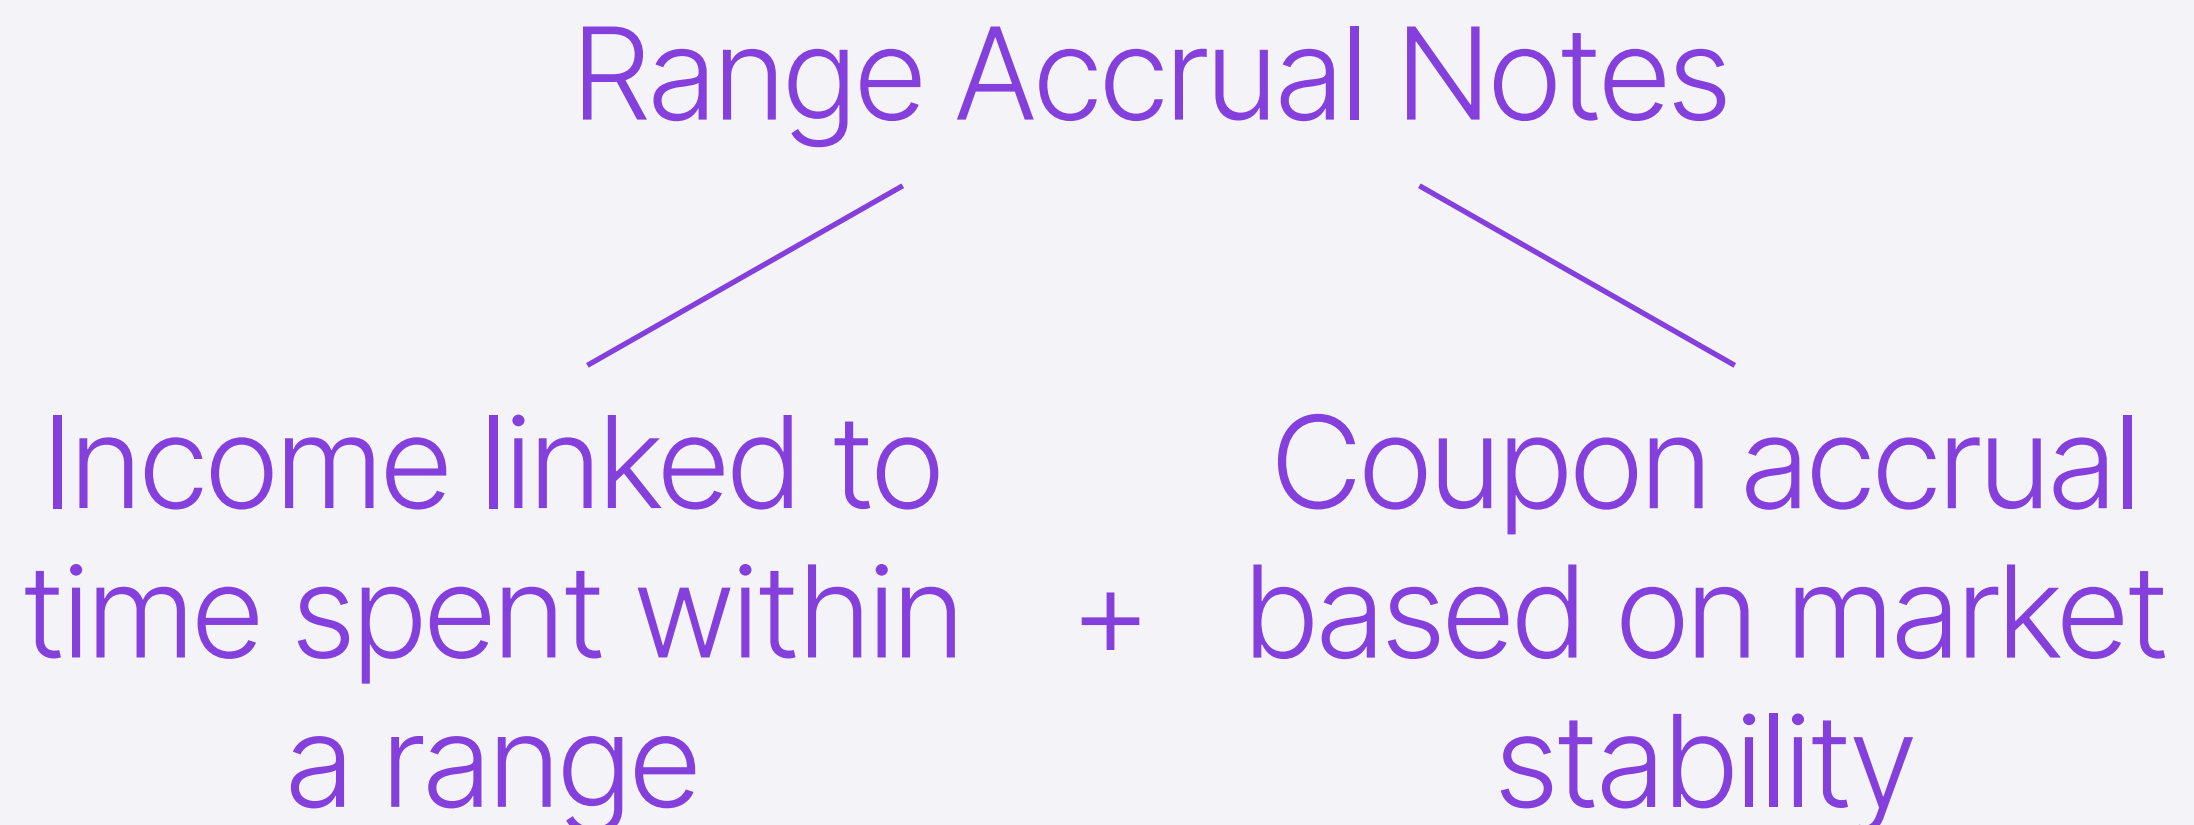 Range Accrual Notes
Income linked to
time spent within
a range
+
Coupon accrual
based on market
stability